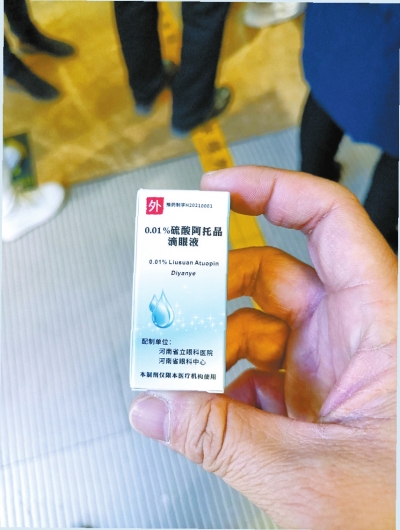 外
豫药制字H20210001
0.01%硫酸阿托品
滴眼液
0.01% Liusuan Atuopin
Diyanye
配制单位：
河南省立眼科医院
河南省眼科中心
本制剂仅限本医疗机构使用